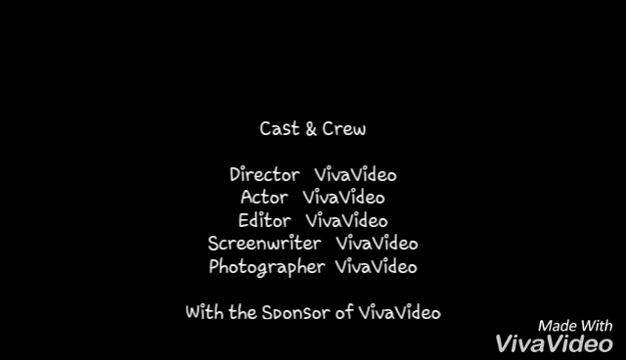 Cast & Crew
Director VivaVideo
Actor VivaVideo
Editor VivaVideo
Screenwriter VivaVideo
Photographer VivaVideo
With the Sponsor of VivaVideo
Made With
VivaVideo